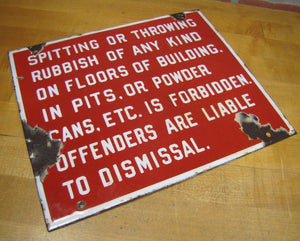 SPITTING OR THROWING
RUBBISH OF ANY KIND
ON FLOORS OF BUILDING,
IN PITS, OR POWDER
CANS, ETC. IS FORBIDDEN.
OFFENDERS ARE LIABLE
TO DISMISSAL.